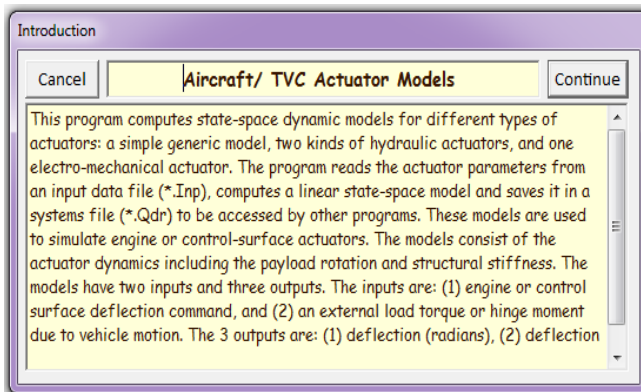 Introduction
Cancel Aircraft/ TVC Actuator Models Continue
This program computes state-space dynamic models for different types of
actuators: a simple generic model, two kinds of hydraulic actuators, and one
electro-mechanical actuator. The program reads the actuator parameters from
an input data file (*.Inp), computes a linear state-space model and saves it in a
systems file (*.Qdr) to be accessed by other programs. These models are used
to simulate engine or control-surface actuators. The models consist of the
actuator dynamics including the payload rotation and structural stiffness. The
models have two inputs and three outputs. The inputs are: (1) engine or control
surface deflection command, and (2) an external load torque or hinge moment
due to vehicle motion. The 3 outputs are: (1) deflection (radians), (2) deflection